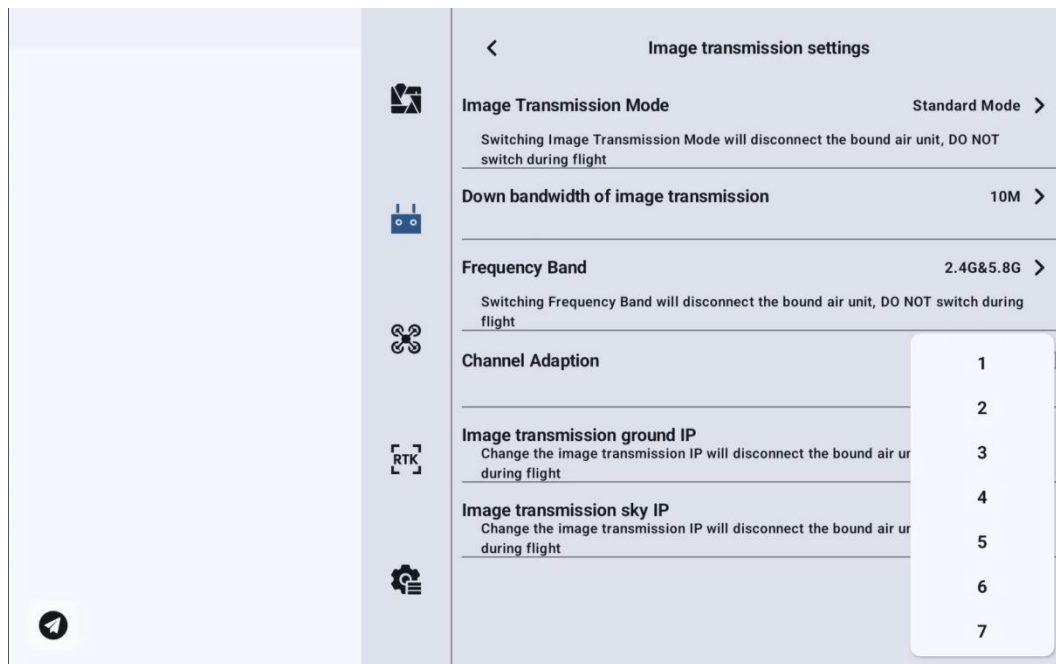 Image transmission settings
Image Transmission Mode
Standard Mode
Switching Image Transmission Mode will disconnect the bound air unit, DO NOT
switch during flight
Down bandwidth of image transmission
10M
Frequency Band
2.4G&5.8G
Switching Frequency Band will disconnect the bound air unit, DO NOT switch during
flight
Channel Adaption
Image transmission ground IP
Change the image transmission IP will disconnect the bound air
during flight
Image transmission sky IP
Change the image transmission IP will disconnect the bound air
during flight
1
2
3
4
5
6
7
RTK